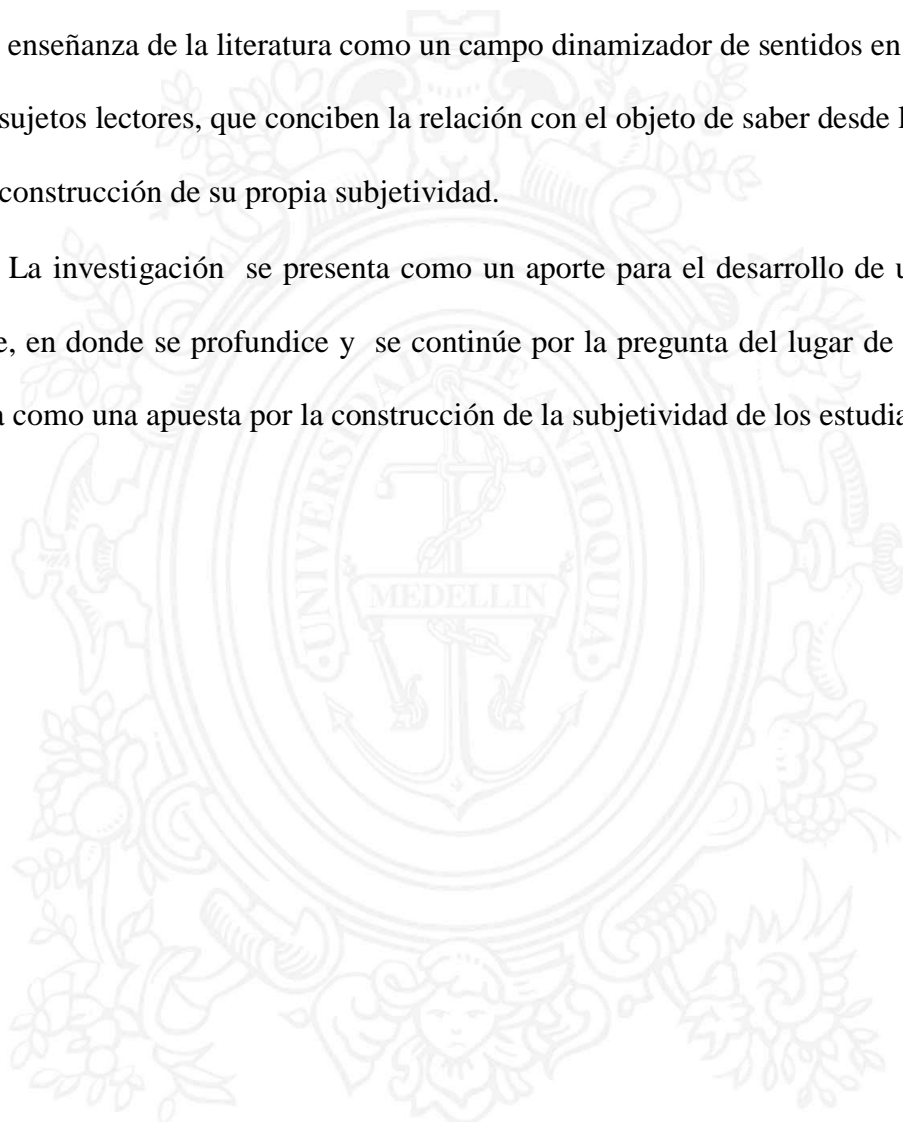 enseñanza de la literatura como un campo dinamizador de sentidos en
sujetos lectores, que conciben la relación con el objeto de saber desde
construcción de su propia subjetividad.
La investigación se presenta como un aporte para el desarrollo de
en donde se profundice y se continúe por la pregunta del lugar de
como una apuesta por la construcción de la subjetividad de los
UNIVERSIDAD DE ANTIOQUIA
MEDELLIN